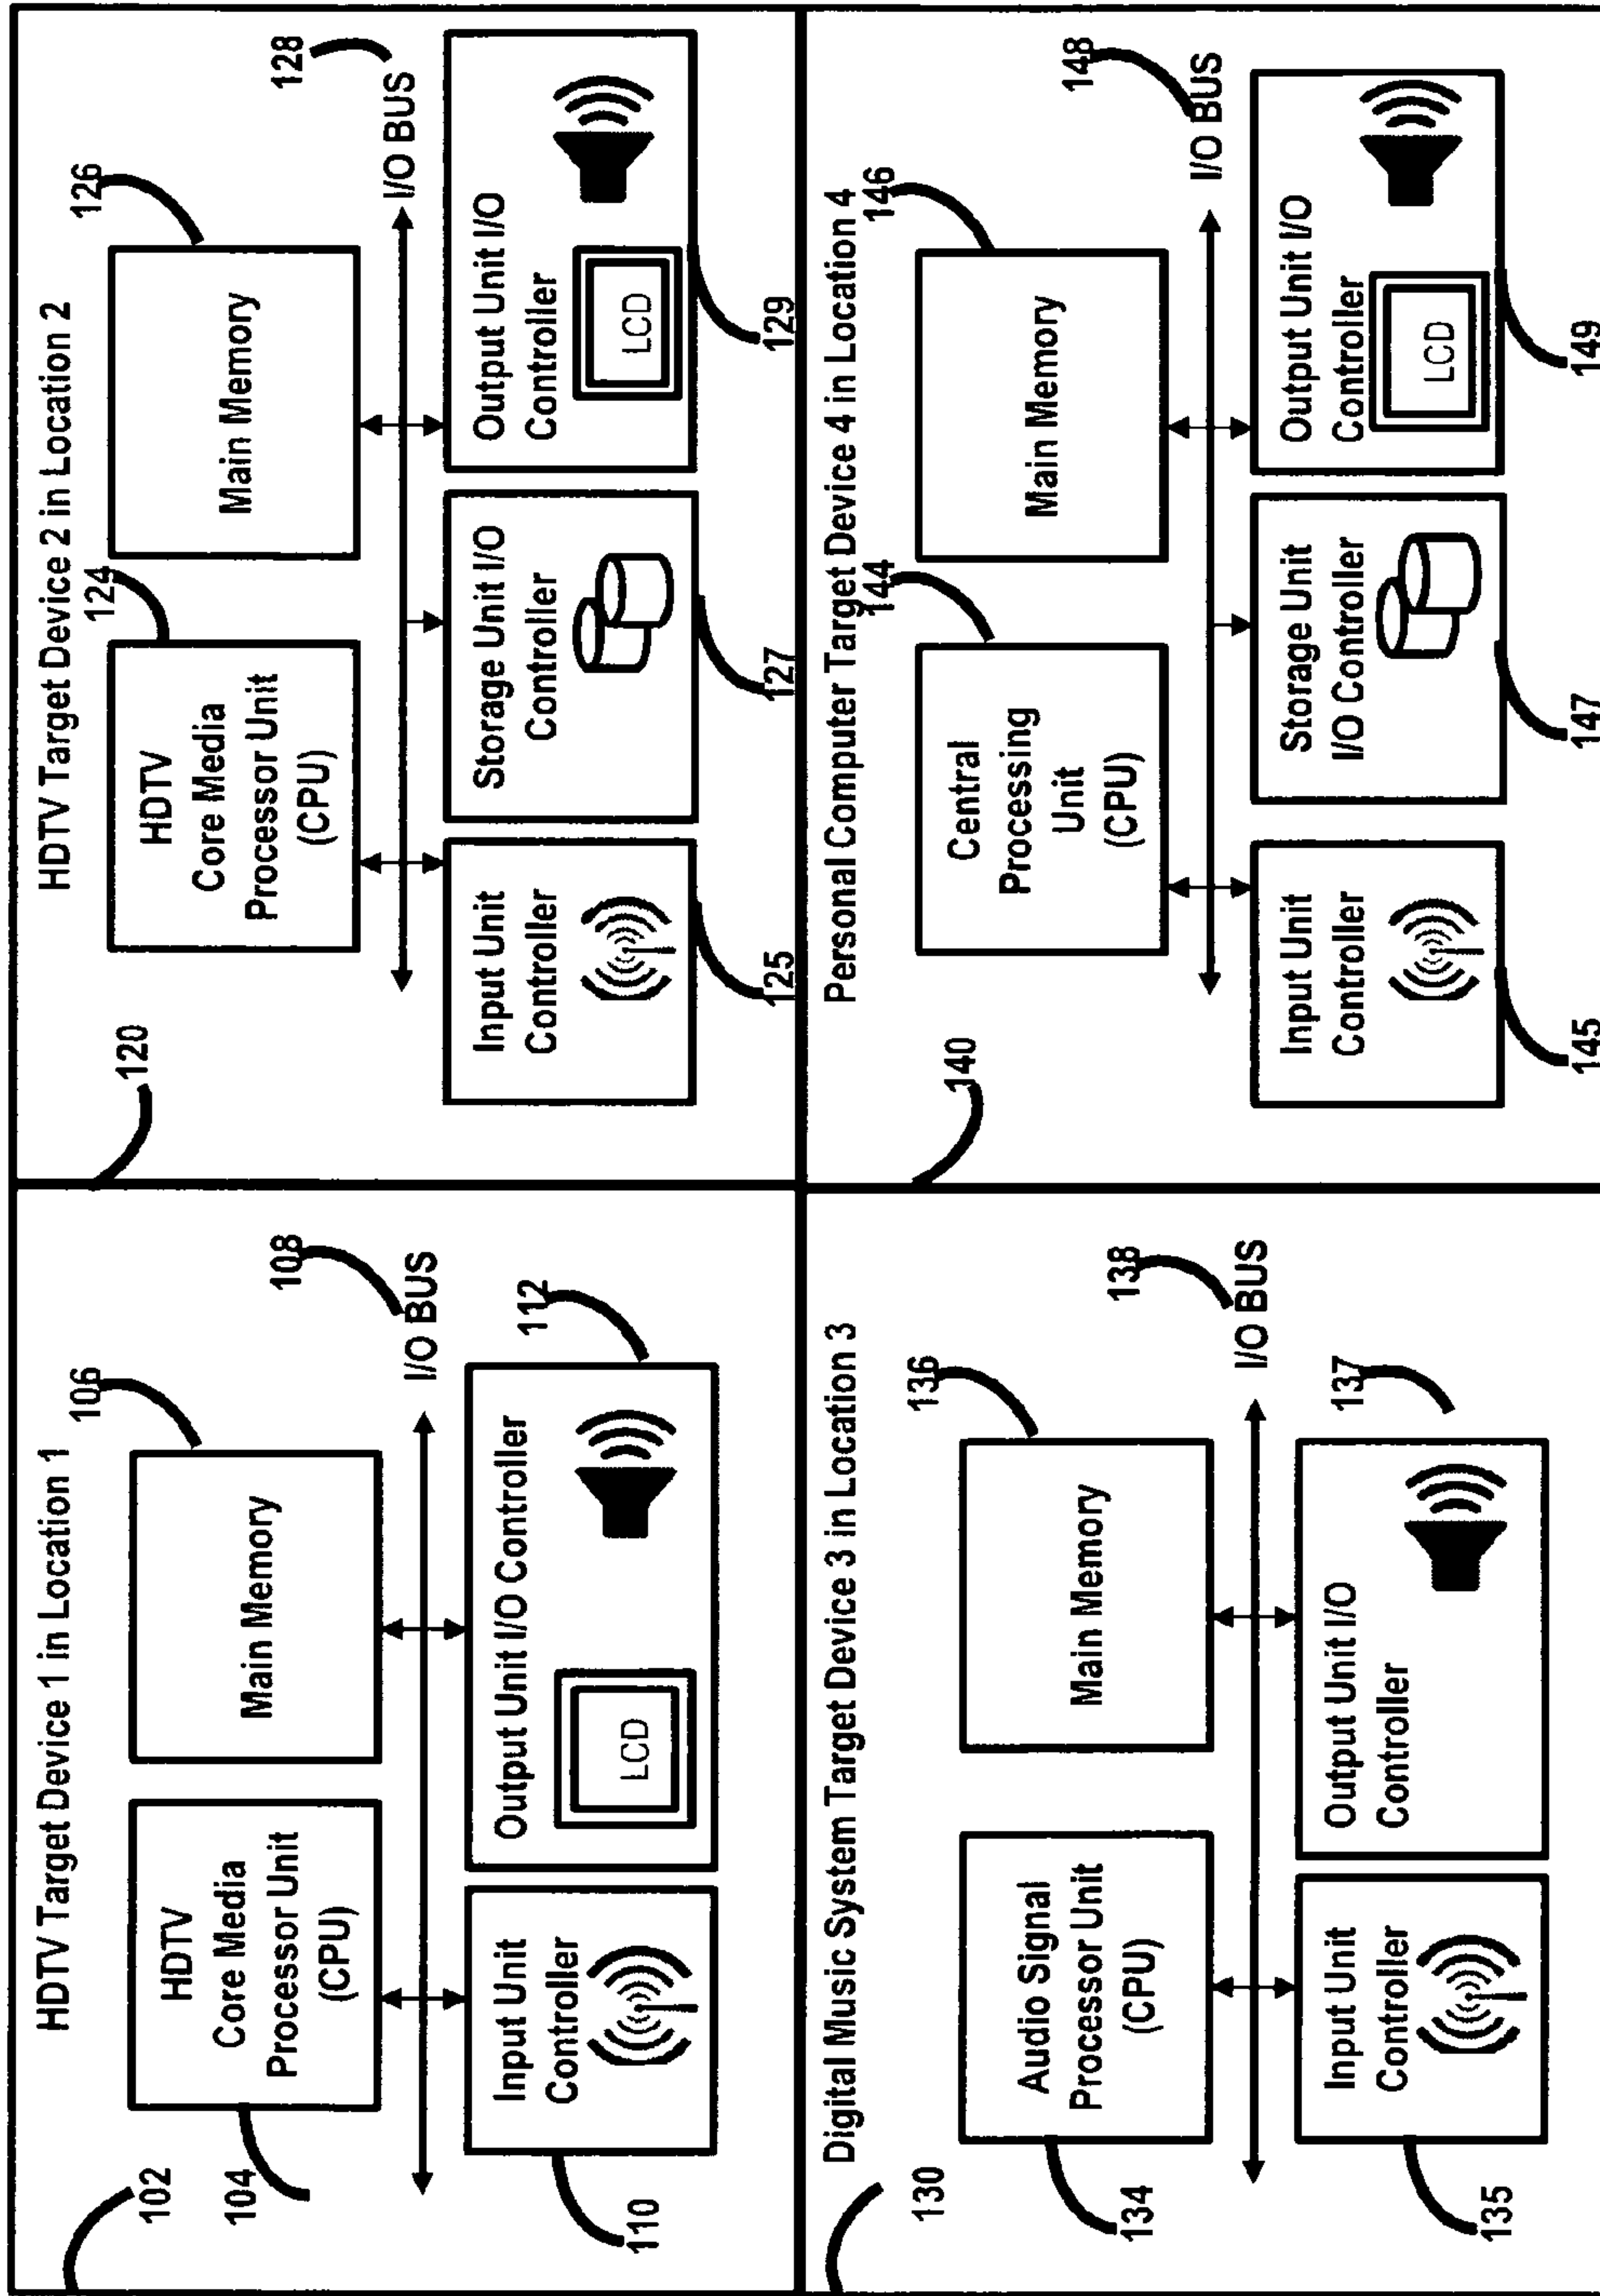 HDTV Target Device 1 in Location 1
102
104
HDTV
Core Media
Processor Unit
(CPU)
106
Main Memory
108
I/O BUS
110
Input Unit
Controller
112
Output Unit I/O Controller
LCD
HDTV Target Device 2 in Location 2
120
124
HDTV
Core Media
Processor Unit
(CPU)
126
Main Memory
128
I/O BUS
Input Unit
Controller
125
Storage Unit I/O
Controller
127
Output Unit I/O
Controller
LCD
129
Digital Music System Target Device 3 in Location 3
130
134
Audio Signal
Processor Unit
(CPU)
136
Main Memory
138
I/O BUS
135
Input Unit
Controller
137
Output Unit I/O
Controller
Personal Computer Target Device 4 in Location 4
140
144
Central
Processing
Unit
(CPU)
146
Main Memory
148
I/O BUS
Input Unit
Controller
145
Storage Unit
I/O Controller
147
Output Unit I/O
Controller
LCD
149